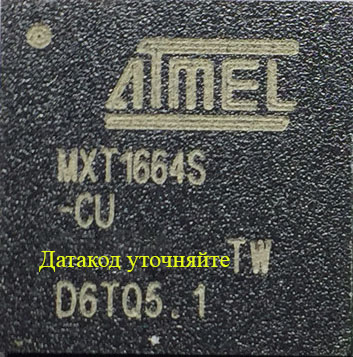 ATMEL
MXT1664S
-CU
Датакод уточняйте TW
D6TQ5.1